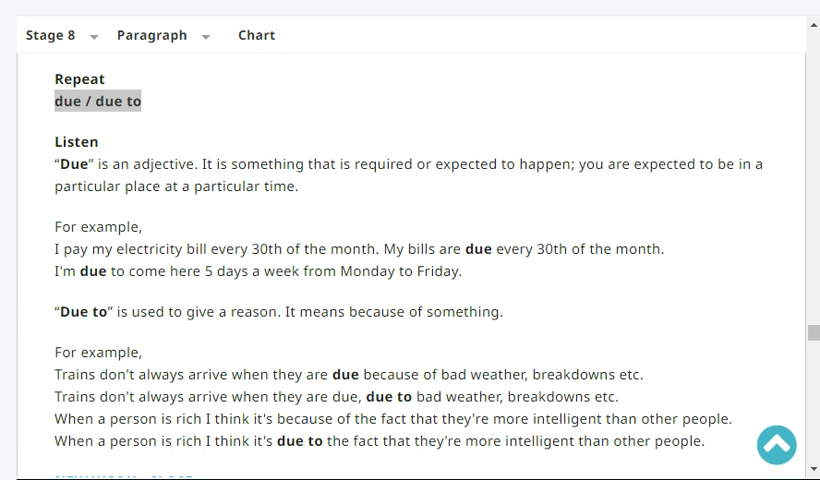 Stage 8 Paragraph Chart
Repeat
due / due to
Listen
“Due” is an adjective. It is something that is required or expected to happen; you are expected to be in a
particular place at a particular time.
For example,
I pay my electricity bill every 30th of the month. My bills are due every 30th of the month.
I'm due to come here 5 days a week from Monday to Friday.
“Due to” is used to give a reason. It means because of something.
For example,
Trains don't always arrive when they are due because of bad weather, breakdowns etc.
Trains don't always arrive when they are due, due to bad weather, breakdowns etc.
When a person is rich I think it's because of the fact that they're more intelligent than other people.
When a person is rich I think it's due to the fact that they're more intelligent than other people.